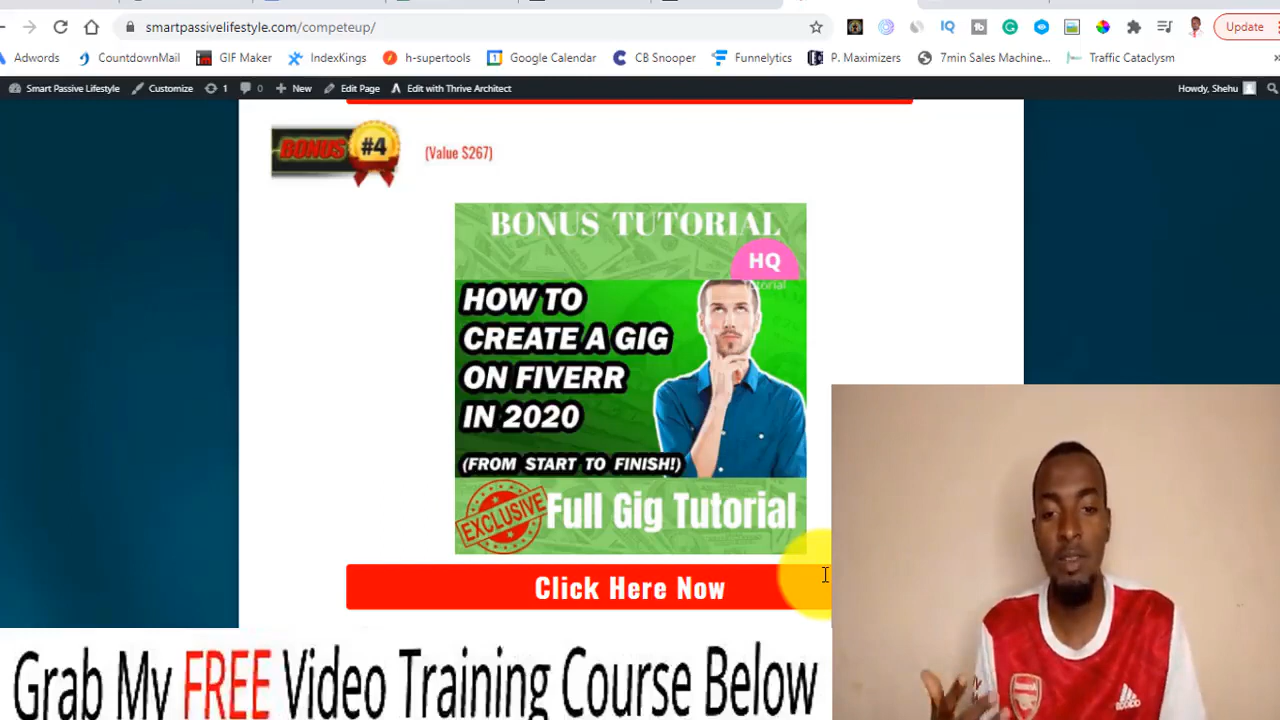 smartpassivelifestyle.com/competeup/
Update
Adwords CountdownMail GIF Maker IndexKings h-supertools Google Calendar CB Snooper Funnelytics P. Maximizers 7min Sales Machine... Traffic Cataclysm
Smart Passive Lifestyle Customize 1 0 New Edit Page Edit with Thrive Architect Howdy, Shehu
BONUS #4 (Value $267)
BONUS TUTORIAL
HQ
Tutorial
HOW TO
CREATE A GIG
ON FIVERR
IN 2020
(FROM START TO FINISH!)
EXCLUSIVE Full Gig Tutorial
Click Here Now
Grab My FREE Video Training Course Below
Arsenal
adidas